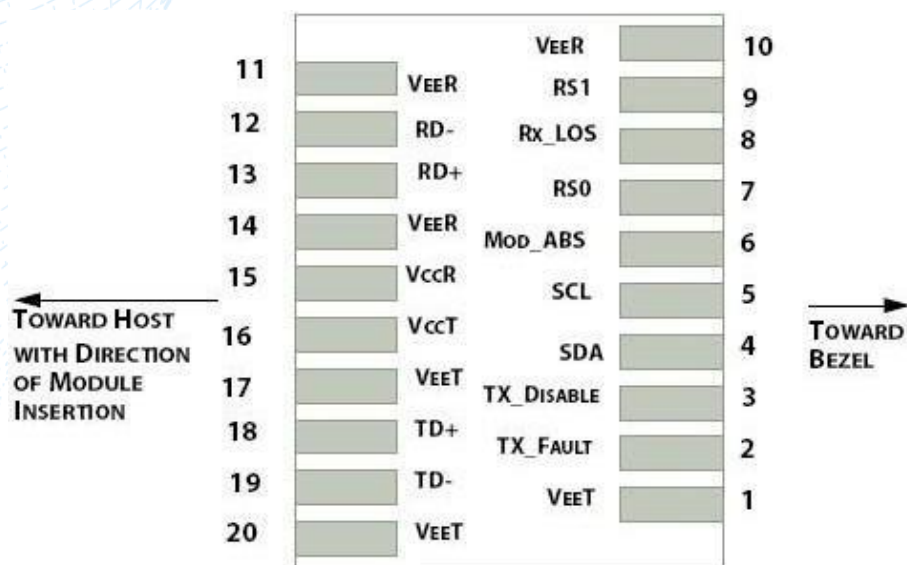 11 VEER
12 RD-
13 RD+
14 VEER
15 VCCR
16 VCCT
17 VEET
18 TD+
19 TD-
20 VEET
VEER 10
RS1 9
RX_LOS 8
RS0 7
MOD_ABS 6
SCL 5
SDA 4
TX_DISABLE 3
TX_FAULT 2
VEET 1
TOWARD HOST
WITH DIRECTION
OF MODULE
INSERTION
TOWARD
BEZEL